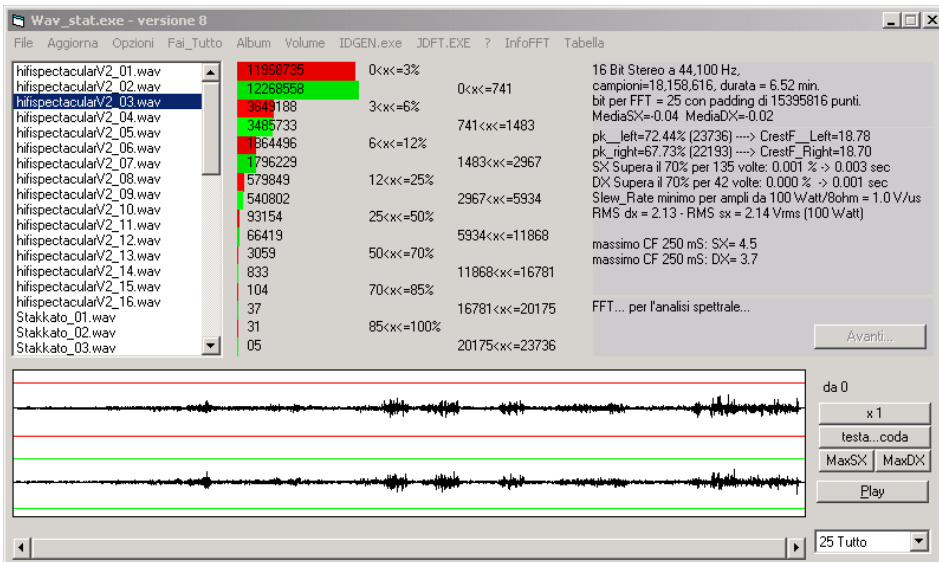 Wav_stat.exe - versione 8
File Aggiorna Opzioni Fai_Tutto Album Volume IDGEN.exe JDFT.EXE ? InfoFFT Tabella
hifispectacularV2_01.wav
hifispectacularV2_02.wav
hifispectacularV2_03.wav
hifispectacularV2_04.wav
hifispectacularV2_05.wav
hifispectacularV2_06.wav
hifispectacularV2_07.wav
hifispectacularV2_08.wav
hifispectacularV2_09.wav
hifispectacularV2_10.wav
hifispectacularV2_11.wav
hifispectacularV2_12.wav
hifispectacularV2_13.wav
hifispectacularV2_14.wav
hifispectacularV2_15.wav
hifispectacularV2_16.wav
Stakkato_01.wav
Stakkato_02.wav
Stakkato_03.wav
11968735 0<x<=3%
12268558 0<x<=741
3649188 3<x<=6%
3485733 741<x<=1483
1864496 6<x<=12%
1796229 1483<x<=2967
579849 12<x<=25%
540802 2967<x<=5934
93154 25<x<=50%
66419 5934<x<=11868
3059 50<x<=70%
833 11868<x<=16781
104 70<x<=85%
37 16781<x<=20175
31 85<x<=100%
05 20175<x<=23736
16 Bit Stereo a 44,100 Hz,
campioni=18,158,616, durata = 6.52 min.
bit per FFT = 25 con padding di 15395816 punti.
MediaSX=-0.04 MediaDX=-0.02
pk__left=72.44% (23736) ----> CrestF__Left=18.78
pk_right=67.73% (22193) ----> CrestF_Right=18.70
SX Supera il 70% per 135 volte: 0.001 % -> 0.003 sec
DX Supera il 70% per 42 volte: 0.000 % -> 0.001 sec
Slew_Rate minimo per ampli da 100 Watt/8ohm = 1.0 V/us
RMS dx = 2.13 - RMS sx = 2.14 Vrms (100 Watt)
massimo CF 250 mS: SX= 4.5
massimo CF 250 mS: DX= 3.7
FFT... per l'analisi spettrale...
Avanti...
da 0
x 1
testa...coda
MaxSX MaxDX
Play
25 Tutto